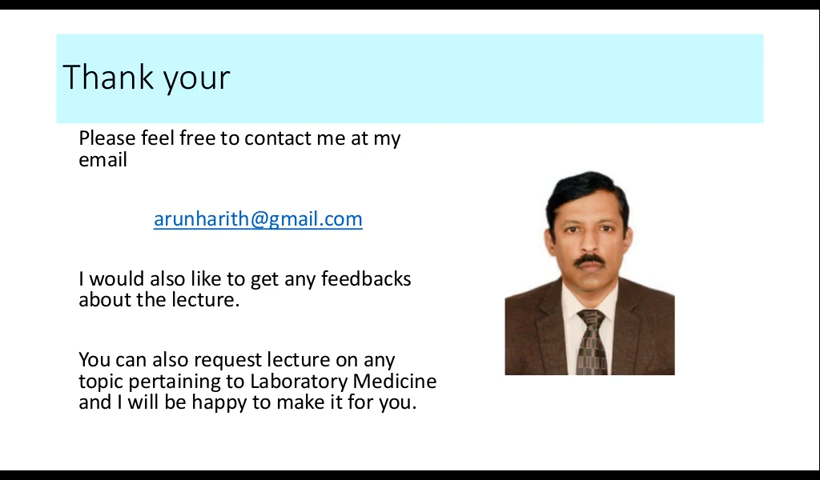 Thank your
Please feel free to contact me at my
email
arunharith@gmail.com
I would also like to get any feedbacks
about the lecture.
You can also request lecture on any
topic pertaining to Laboratory Medicine
and I will be happy to make it for you.